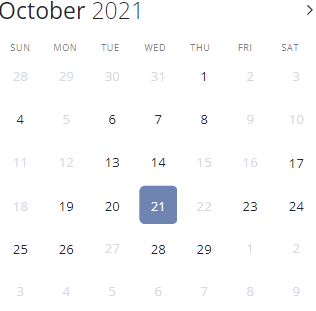 October 2021 >
SUN MON TUE WED THU FRI SAT
28 29 30 31 1 2 3
4 5 6 7 8 9 10
11 12 13 14 15 16 17
18 19 20 21 22 23 24
25 26 27 28 29 1 2
3 4 5 6 7 8 9